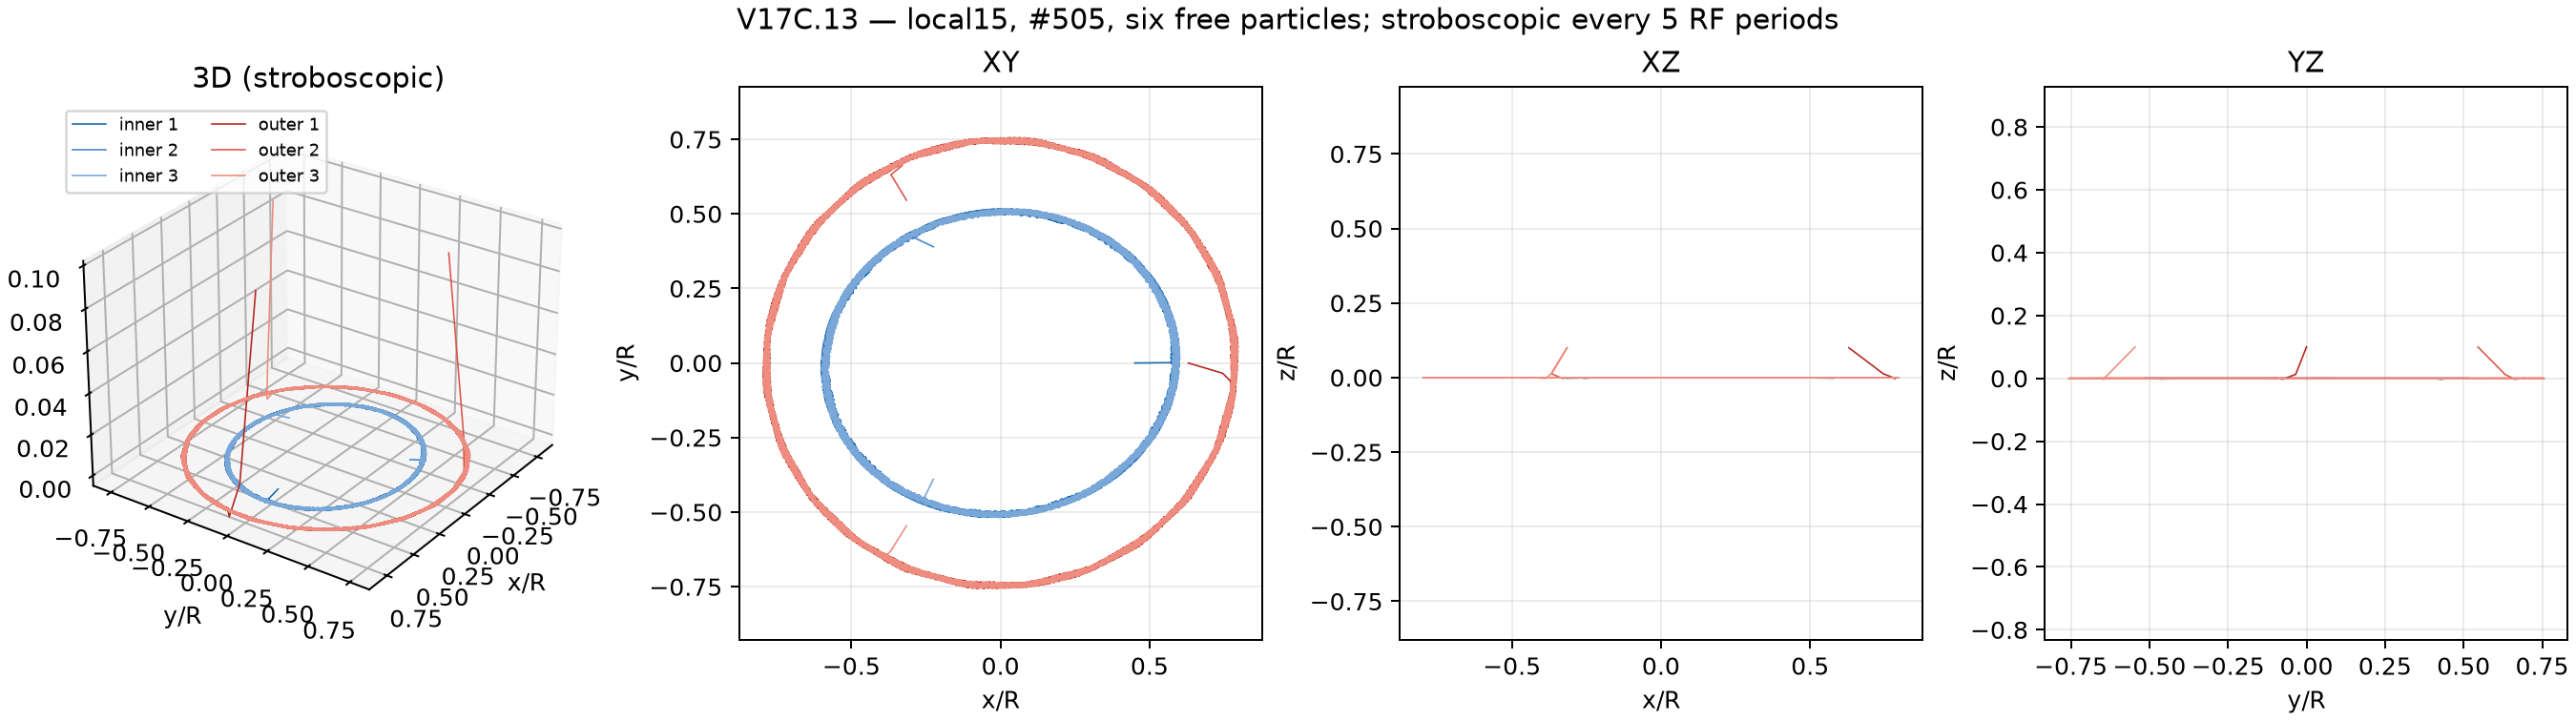 V17C.13 — local15, #505, six free particles; stroboscopic every 5 RF periods
3D (stroboscopic)
inner 1
inner 2
inner 3
outer 1
outer 2
outer 3
0.10
0.08
0.06
0.04
0.02
0.00
−0.75
−0.50
−0.25
0.00
0.25
0.50
0.75
y/R
−0.75
−0.50
−0.25
0.00
0.25
0.50
0.75
x/R
XY
0.75
0.50
0.25
0.00
−0.25
−0.50
−0.75
y/R
−0.5
0.0
0.5
x/R
XZ
0.75
0.50
0.25
0.00
−0.25
−0.50
−0.75
z/R
−0.5
0.0
0.5
x/R
YZ
0.8
0.6
0.4
0.2
0.0
−0.2
−0.4
−0.6
−0.8
z/R
−0.75 −0.50 −0.25 0.00 0.25 0.50 0.75
y/R